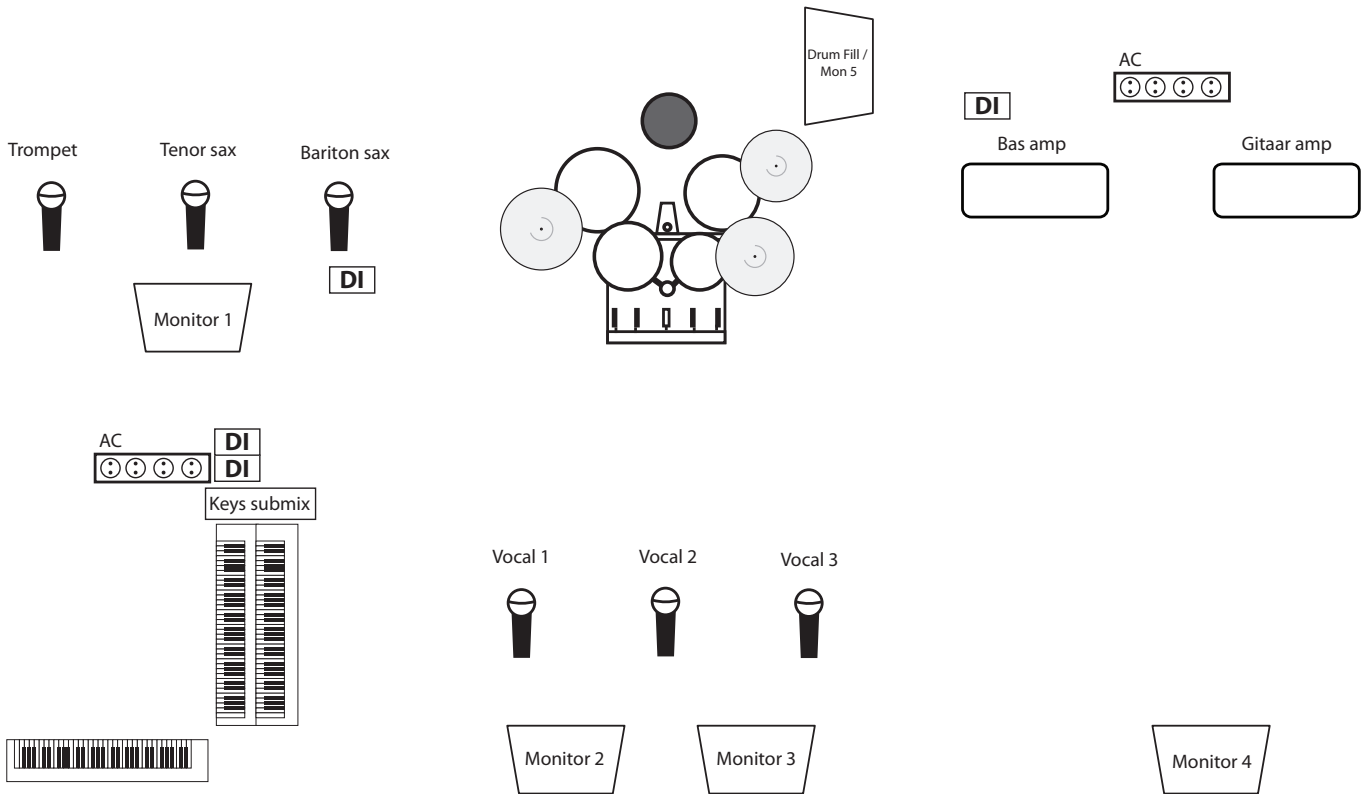 Drum Fill /
Mon 5
AC
DI
Bas amp
Gitaar amp
Trompet
Tenor sax
Bariton sax
DI
Monitor 1
AC
DI
DI
Keys submix
Vocal 1
Vocal 2
Vocal 3
Monitor 2
Monitor 3
Monitor 4